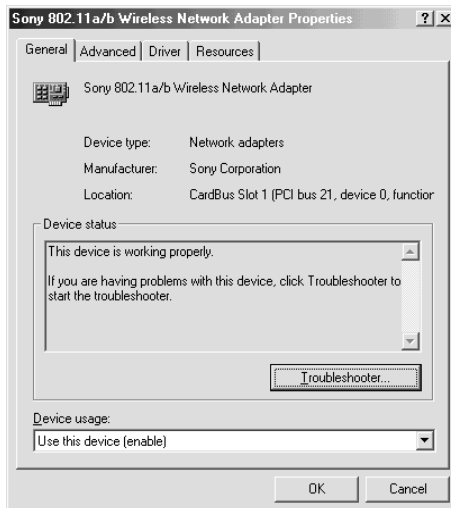 Sony 802.11a/b Wireless Network Adapter Properties
General Advanced Driver Resources
Sony 802.11a/b Wireless Network Adapter
Device type: Network adapters
Manufacturer: Sony Corporation
Location: CardBus Slot 1 (PCI bus 21, device 0, function
Device status
This device is working properly.
If you are having problems with this device, click Troubleshooter to
start the troubleshooter.
Troubleshooter...
Device usage:
Use this device (enable)
OK Cancel